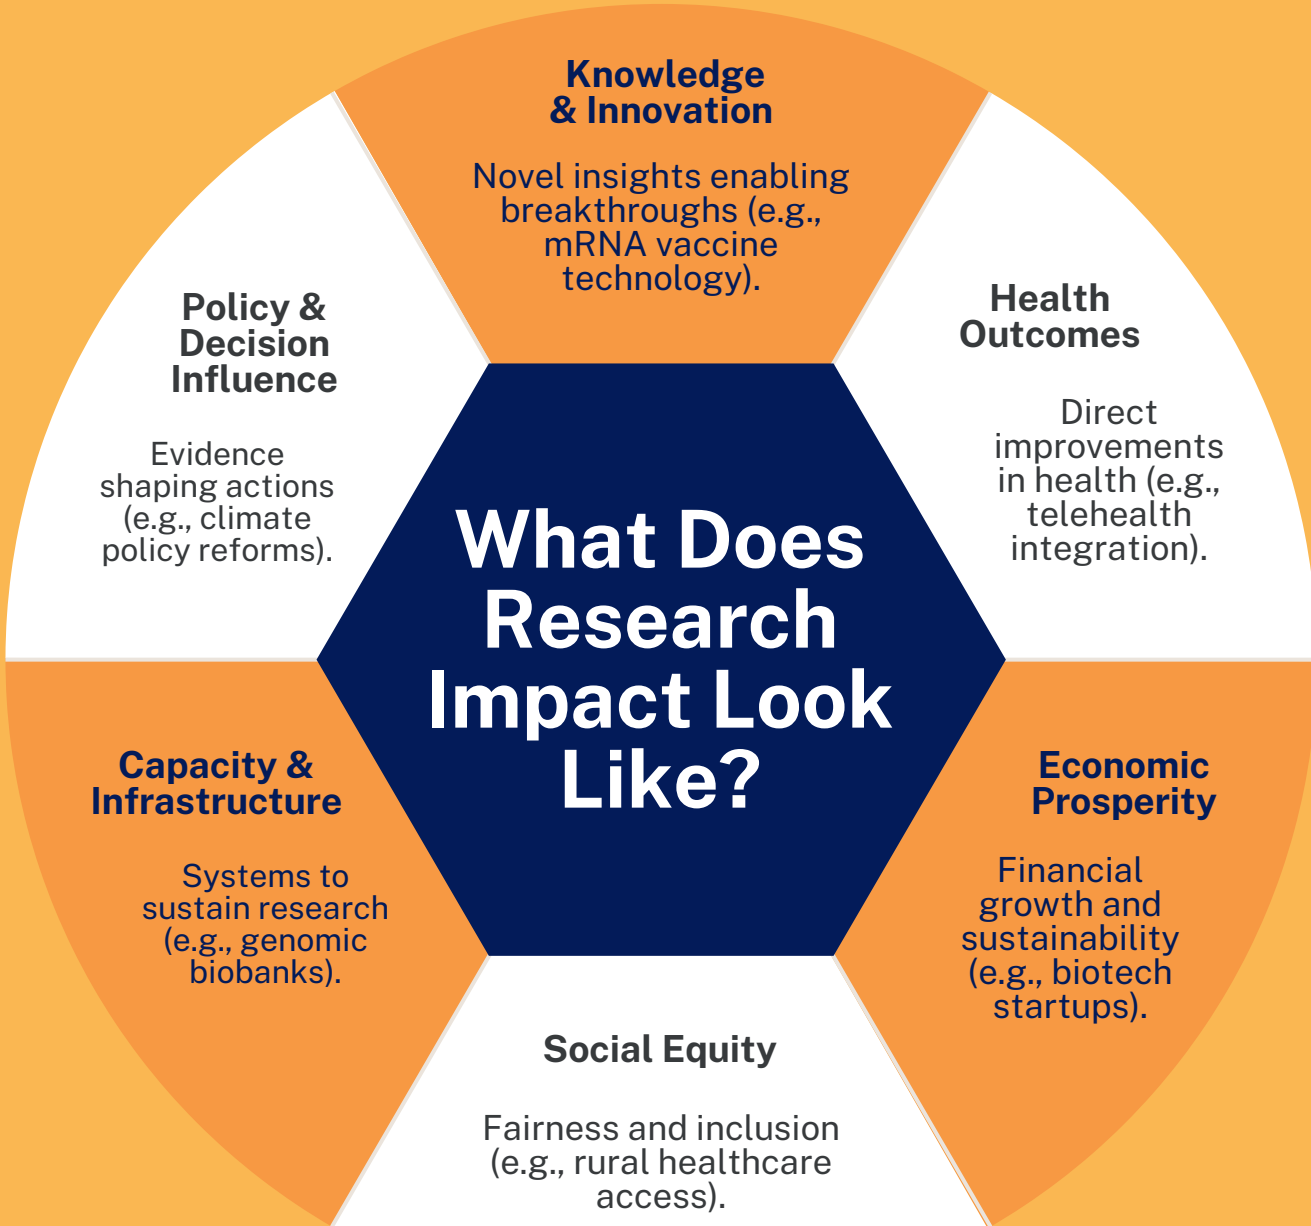 Knowledge
& Innovation
Novel insights enabling
breakthroughs (e.g.,
mRNA vaccine
technology).
Health
Outcomes
Direct
improvements
in health (e.g.,
telehealth
integration).
Economic
Prosperity
Financial
growth and
sustainability
(e.g., biotech
startups).
Social Equity
Fairness and inclusion
(e.g., rural healthcare
access).
Capacity &
Infrastructure
Systems to
sustain research
(e.g., genomic
biobanks).
Policy &
Decision
Influence
Evidence
shaping actions
(e.g., climate
policy reforms).
What Does
Research
Impact Look
Like?